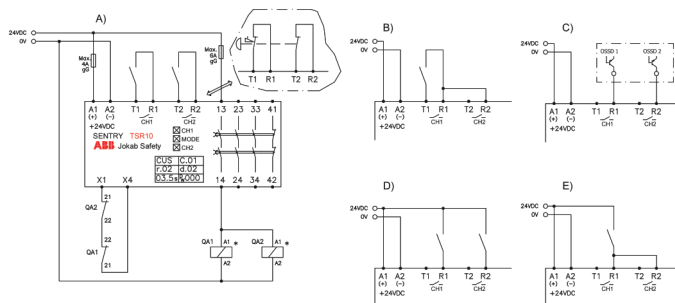 A)
24VDC
0V
Max.
4A
gG
Max.
6A
gG
T1 R1 T2 R2
A1 A2 T1 R1 T2 R2 13 23 33 41
(+) (−) CH1 CH2
+24VDC
SENTRY TSR10
ABB Jokab Safety
CH1
MODE
CH2
CUS C.01
r.02 d.02
X1 X4 14 24 34 42
21
QA2
22
22
QA1
21
QA1 A1 * QA2 A1 *
A2 A2
B)
24VDC
0V
A1 A2 T1 R1 T2 R2
(+) (−) CH1 CH2
+24VDC
C)
OSSD 1 OSSD 2
24VDC
0V
A1 A2 T1 R1 T2 R2
(+) (−) CH1 CH2
+24VDC
D)
24VDC
0V
A1 A2 T1 R1 T2 R2
(+) (−) CH1 CH2
+24VDC
E)
24VDC
0V
A1 A2 T1 R1 T2 R2
(+) (−) CH1 CH2
+24VDC